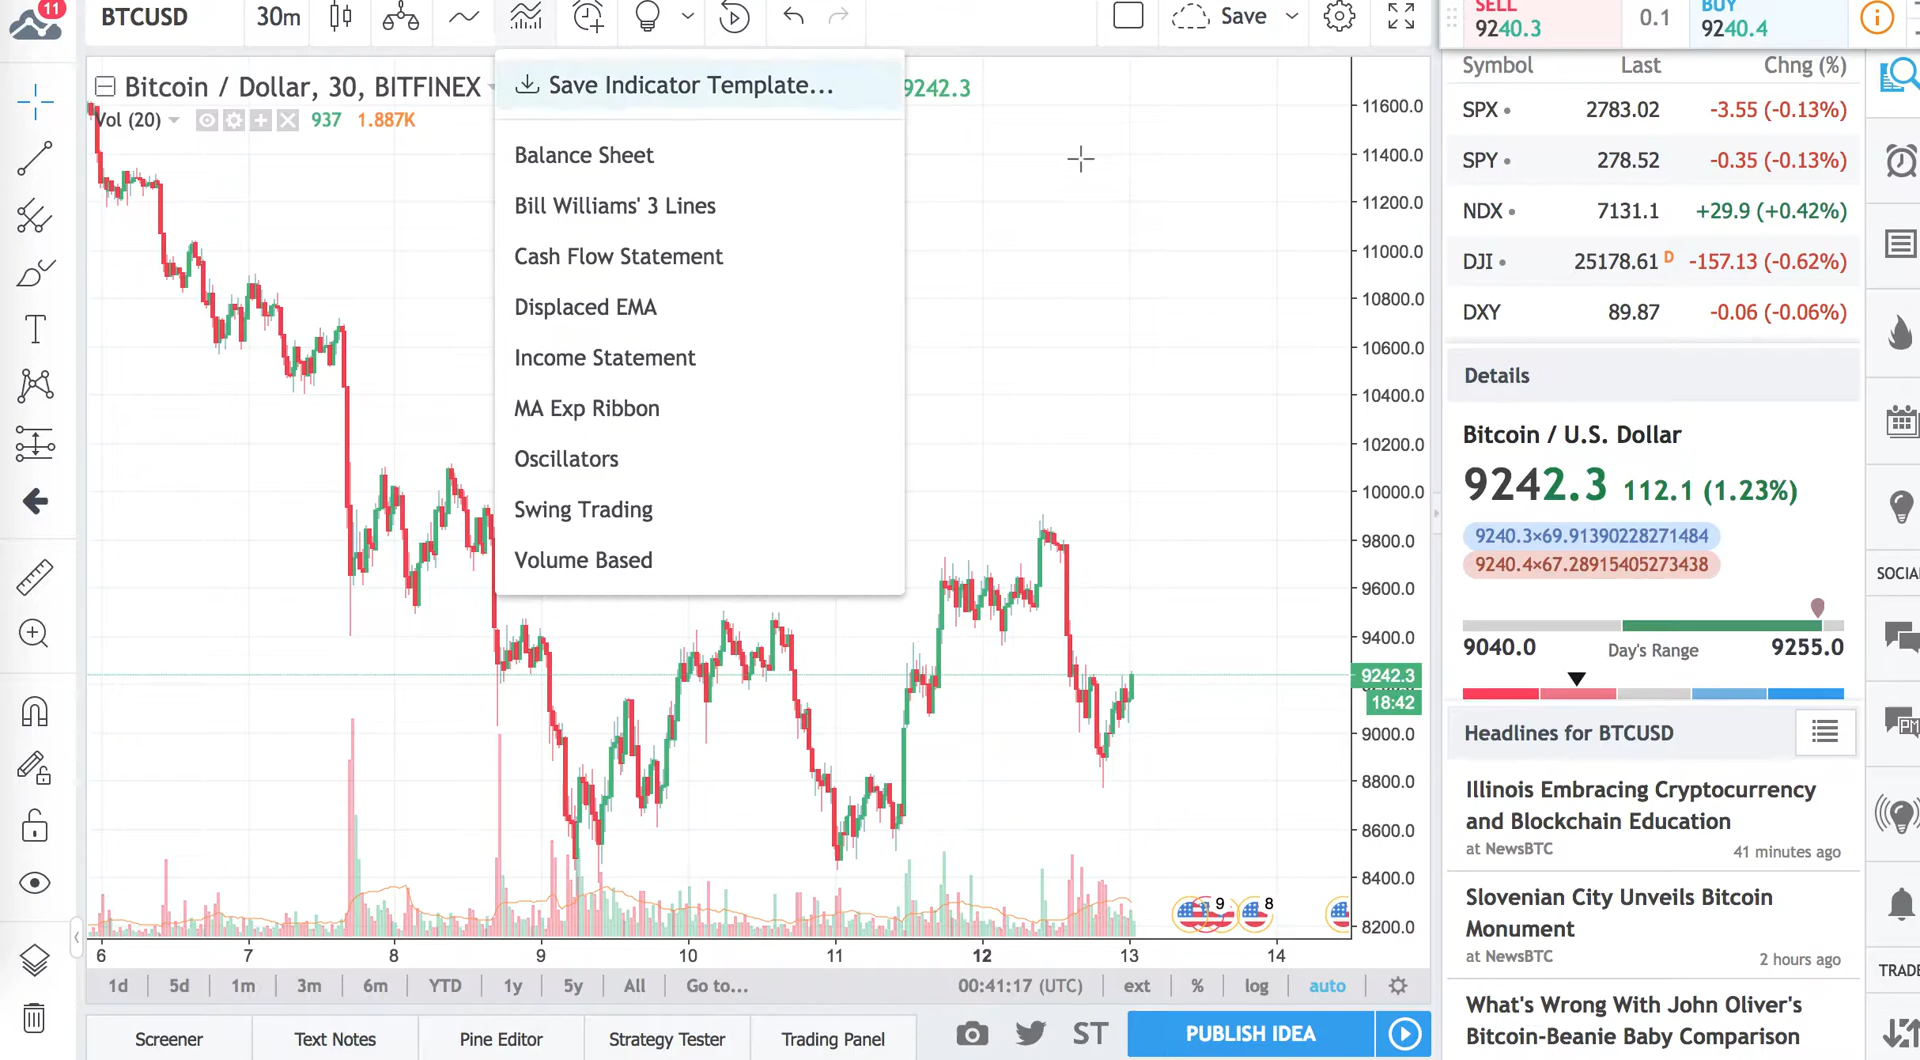 11
BTCUSD
30m
Save
SELL
9240.3
0.1
BUY
9240.4
Bitcoin / Dollar, 30, BITFINEX
9242.3
Vol (20)
937
1.887K
Save Indicator Template...
Balance Sheet
Bill Williams' 3 Lines
Cash Flow Statement
Displaced EMA
Income Statement
MA Exp Ribbon
Oscillators
Swing Trading
Volume Based
11600.0
11400.0
11200.0
11000.0
10800.0
10600.0
10400.0
10200.0
10000.0
9800.0
9600.0
9400.0
9242.3
18:42
9000.0
8800.0
8600.0
8400.0
8200.0
9
8
6 7 8 9 10 11 12 13 14
1d 5d 1m 3m 6m YTD 1y 5y All Go to...
00:41:17 (UTC) ext % log auto
Screener
Text Notes
Pine Editor
Strategy Tester
Trading Panel
ST
PUBLISH IDEA
Symbol Last Chng (%)
SPX 2783.02 -3.55 (-0.13%)
SPY 278.52 -0.35 (-0.13%)
NDX 7131.1 +29.9 (+0.42%)
DJI 25178.61 D -157.13 (-0.62%)
DXY 89.87 -0.06 (-0.06%)
Details
Bitcoin / U.S. Dollar
9242.3 112.1 (1.23%)
9240.3×69.91390228271484
9240.4×67.28915405273438
9040.0 Day's Range 9255.0
Headlines for BTCUSD
Illinois Embracing Cryptocurrency
and Blockchain Education
at NewsBTC 41 minutes ago
Slovenian City Unveils Bitcoin
Monument
at NewsBTC 2 hours ago
What's Wrong With John Oliver's
Bitcoin-Beanie Baby Comparison
SOCIA
PM
TRADE